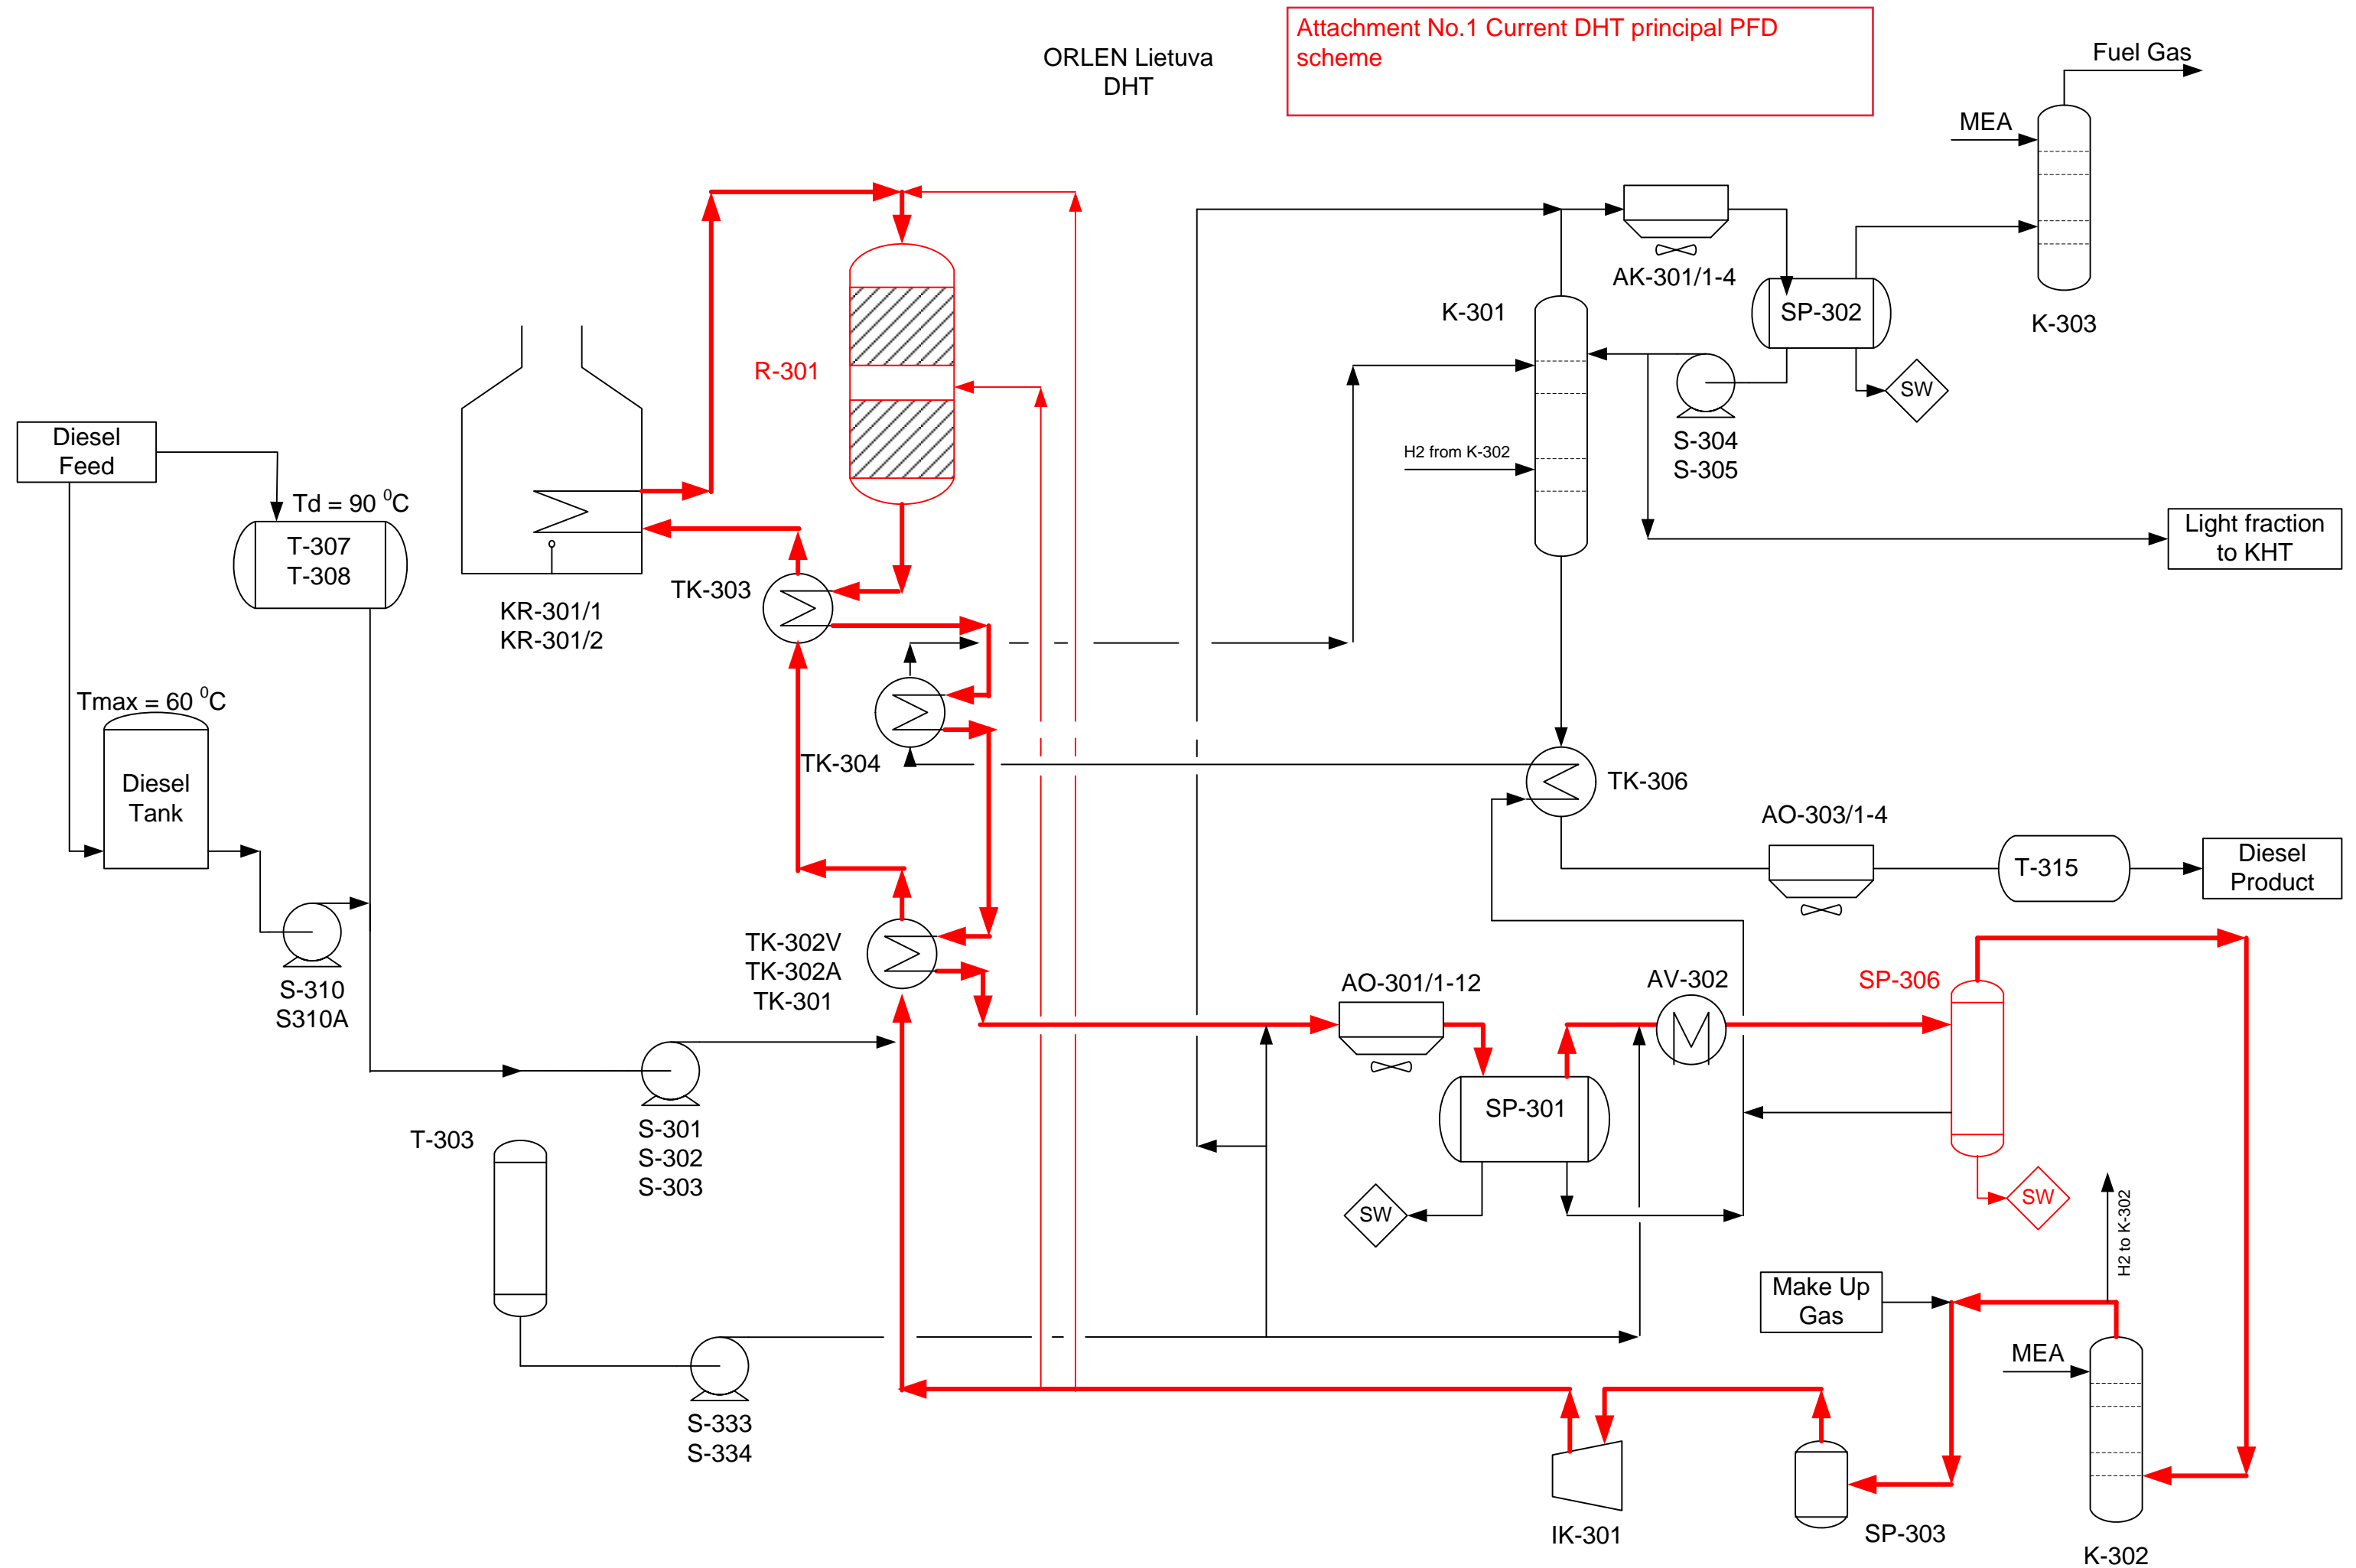 Attachment No.1 Current DHT principal PFD
scheme
ORLEN Lietuva
DHT
Fuel Gas
MEA
K-303
AK-301/1-4
SP-302
K-301
SW
S-304
S-305
H2 from K-302
Light fraction
to KHT
R-301
Diesel
Feed
Td = 90 ⁰C
T-307
T-308
KR-301/1
KR-301/2
TK-303
Tmax = 60 ⁰C
Diesel
Tank
TK-304
TK-306
AO-303/1-4
T-315
Diesel
Product
S-310
S310A
TK-302V
TK-302A
TK-301
AO-301/1-12
AV-302
SP-306
SP-301
T-303
S-301
S-302
S-303
SW
SW
H2 to K-302
Make Up
Gas
MEA
S-333
S-334
IK-301
SP-303
K-302